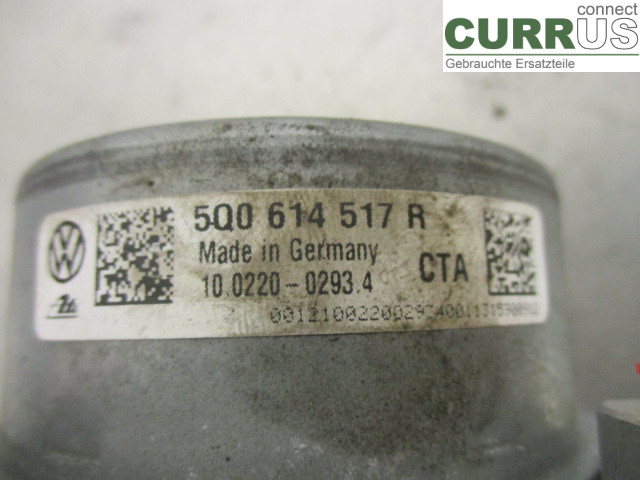 connect
CURRUS
Gebrauchte Ersatzteile
5Q0 614 517 R
Made in Germany
10.0220-0293.4
CTA